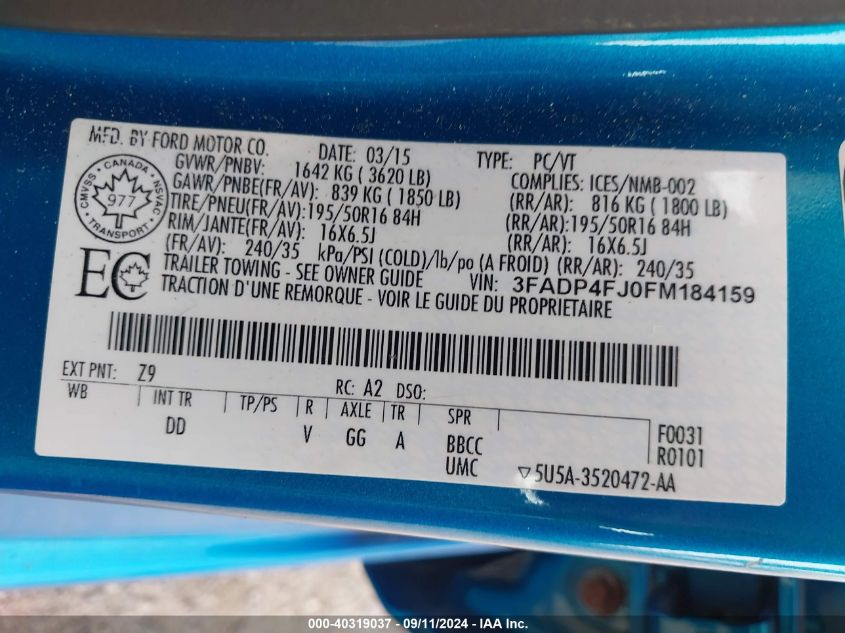 MFD. BY FORD MOTOR CO. DATE: 03/15 TYPE: PC/VT
GVWR/PNBV: 1642 KG ( 3620 LB) COMPLIES: ICES/NMB-002
GAWR/PNBE(FR/AV): 839 KG ( 1850 LB) (RR/AR): 816 KG ( 1800 LB)
TIRE/PNEU(FR/AV): 195/50R16 84H (RR/AR): 195/50R16 84H
RIM/JANTE(FR/AV): 16X6.5J (RR/AR): 16X6.5J
(FR/AV): 240/35 kPa/PSI (COLD)/lb/po (A FROID) (RR/AR): 240/35
TRAILER TOWING - SEE OWNER GUIDE VIN: 3FADP4FJ0FM184159
TRACTION D'UNE REMORQUE - VOIR LE GUIDE DU PROPRIETAIRE
CANADA
CMVSS NSVAC
977
TRANSPORT
EC
EXT PNT: Z9 RC: A2 DSO:
WB INT TR TP/PS R AXLE TR SPR F0031
DD V GG A BBCC R0101
UMC ▽5U5A-3520472-AA
000-40319037 - 09/11/2024 - © IAA Holdings, LLC.